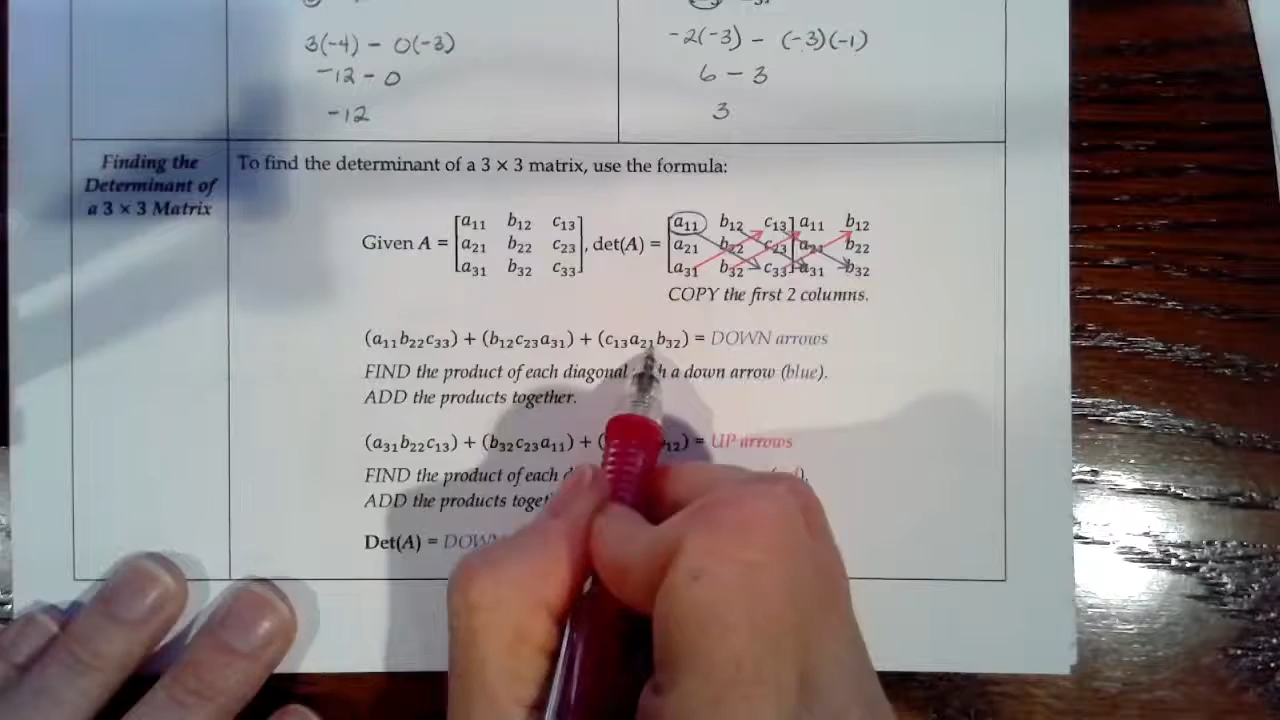 3(-4) - 0(-3)
-12 - 0
-12
-2(-3) - (-3)(-1)
6 - 3
3
Finding the
Determinant of
a 3 × 3 Matrix
To find the determinant of a 3 × 3 matrix, use the formula:
Given A = [a₁₁ b₁₂ c₁₃
a₂₁ b₂₂ c₂₃
a₃₁ b₃₂ c₃₃], det(A) = [a₁₁ b₁₂ c₁₃] a₁₁ b₁₂
a₂₁ b₂₂ c₂₃ a₂₁ b₂₂
a₃₁ b₃₂ c₃₃ a₃₁ b₃₂
COPY the first 2 columns.
(a₁₁b₂₂c₃₃) + (b₁₂c₂₃a₃₁) + (c₁₃a₂₁b₃₂) = DOWN arrows
FIND the product of each diagonal h a down arrow (blue).
ADD the products together.
(a₃₁b₂₂c₁₃) + (b₃₂c₂₃a₁₁) + ( ₁₂) = UP arrows
FIND the product of each
ADD the products
Det(A) = DOWN